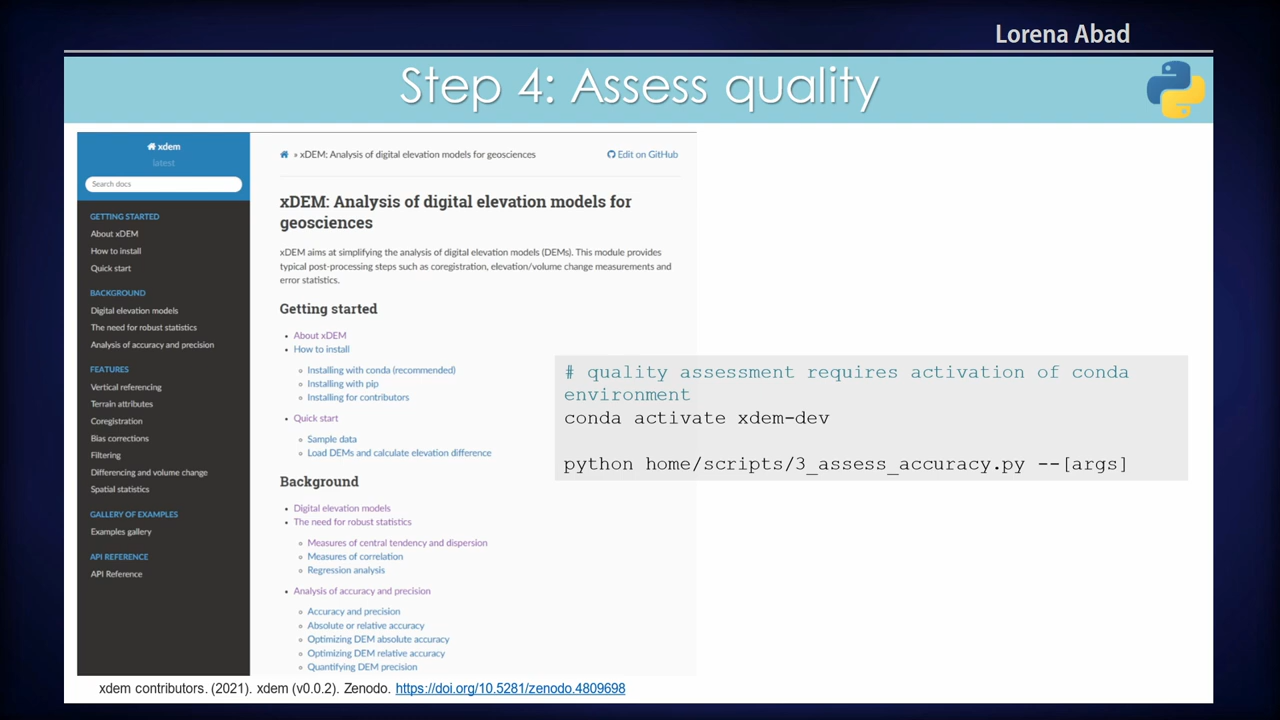 Lorena Abad
Step 4: Assess quality
xdem
latest
Search docs
GETTING STARTED
About xDEM
How to install
Quick start
BACKGROUND
Digital elevation models
The need for robust statistics
Analysis of accuracy and precision
FEATURES
Vertical referencing
Terrain attributes
Coregistration
Bias corrections
Filtering
Differencing and volume change
Spatial statistics
GALLERY OF EXAMPLES
Examples gallery
API REFERENCE
API Reference
» xDEM: Analysis of digital elevation models for geosciences
Edit on GitHub
xDEM: Analysis of digital elevation models for
geosciences
xDEM aims at simplifying the analysis of digital elevation models (DEMs). This module provides
typical post-processing steps such as coregistration, elevation/volume change measurements and
error statistics.
Getting started
• About xDEM
• How to install
◦ Installing with conda (recommended)
◦ Installing with pip
◦ Installing for contributors
• Quick start
◦ Sample data
◦ Load DEMs and calculate elevation difference
Background
• Digital elevation models
• The need for robust statistics
◦ Measures of central tendency and dispersion
◦ Measures of correlation
◦ Regression analysis
• Analysis of accuracy and precision
◦ Accuracy and precision
◦ Absolute or relative accuracy
◦ Optimizing DEM absolute accuracy
◦ Optimizing DEM relative accuracy
◦ Quantifying DEM precision
# quality assessment requires activation of conda
environment
conda activate xdem-dev
python home/scripts/3_assess_accuracy.py --[args]
xdem contributors. (2021). xdem (v0.0.2). Zenodo. https://doi.org/10.5281/zenodo.4809698